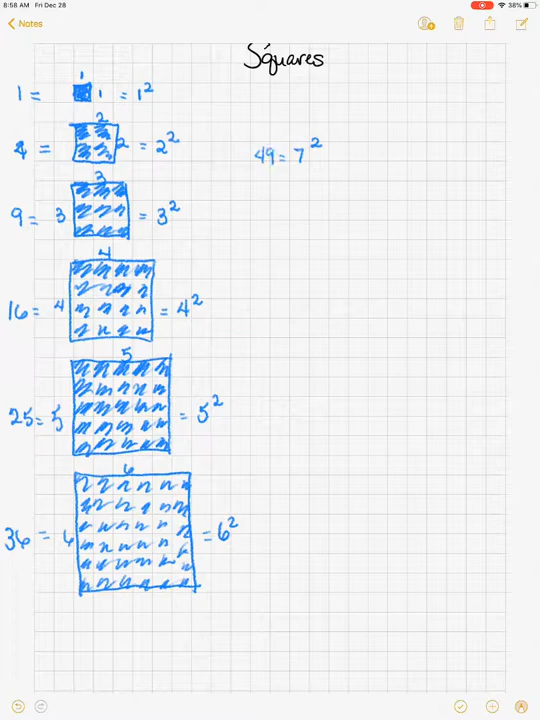 8:58 AM Fri Dec 28
38%
Notes
Squares
1
1 = 1 = 1²
2
4 = 2 = 2²
49 = 7²
3
9 = 3 = 3²
4
16 = 4 = 4²
5
25 = 5 = 5²
6
36 = 6 = 6²